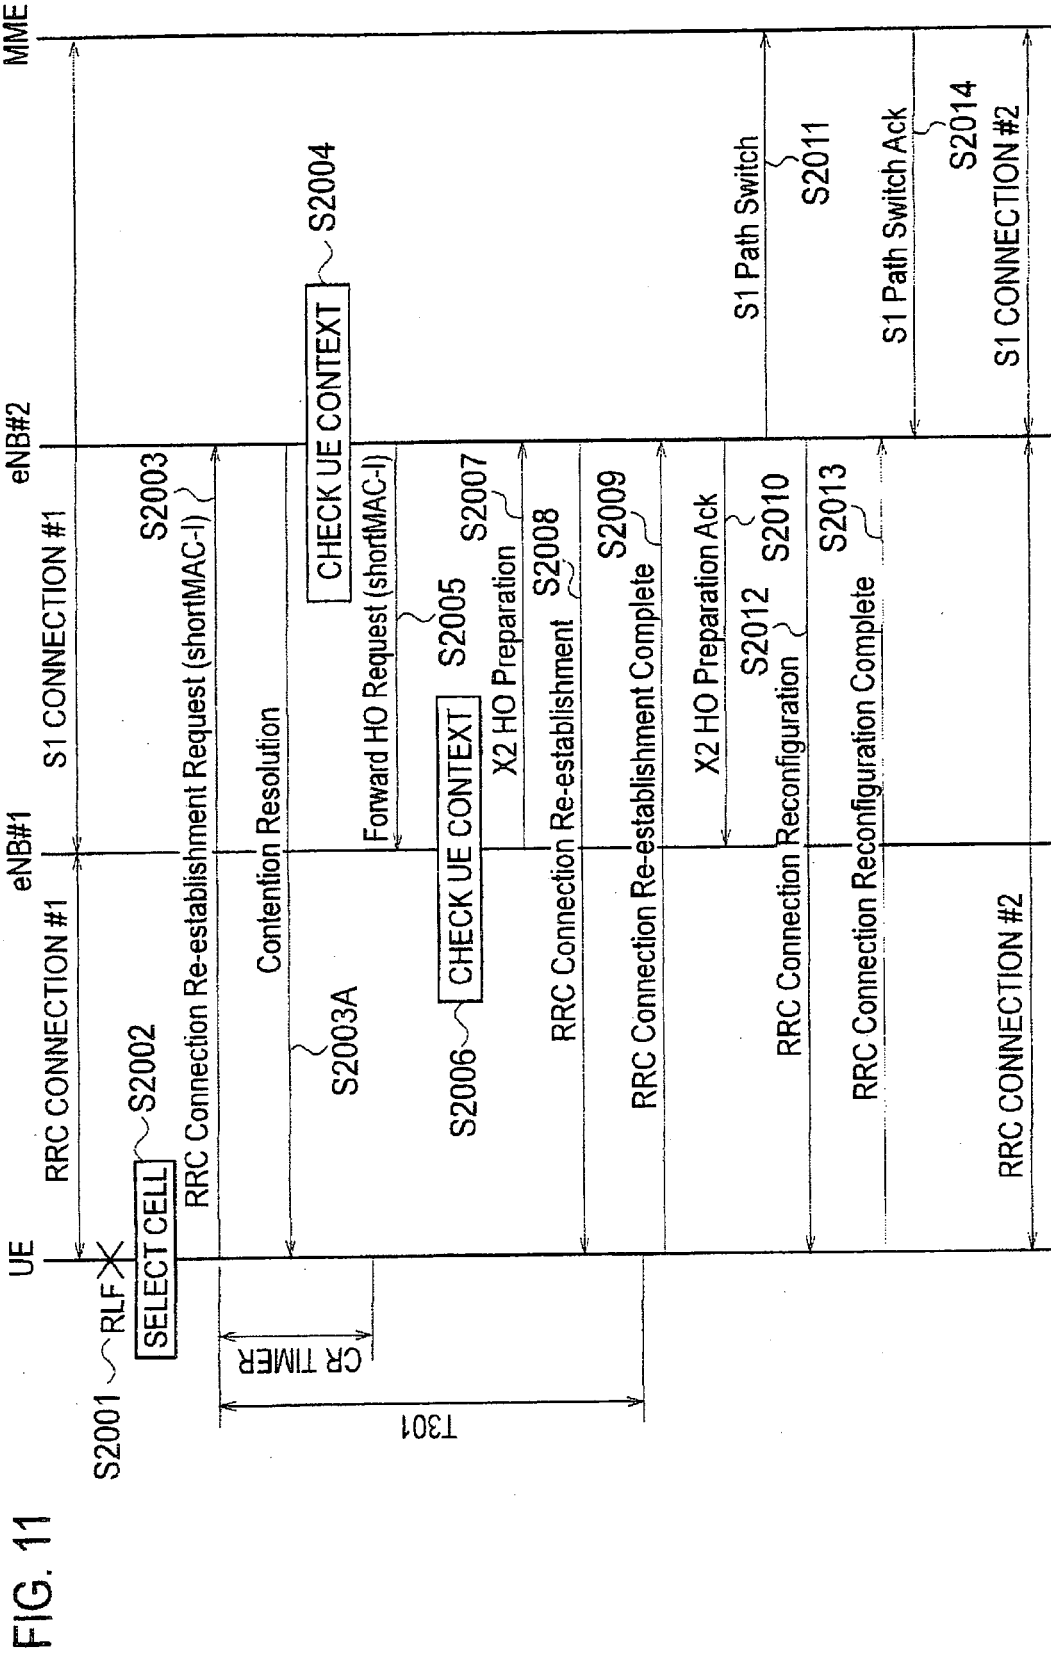 FIG. 11
UE
eNB#1
eNB#2
MME
RRC CONNECTION #1
S1 CONNECTION #1
S2001
RLF
SELECT CELL
S2002
S2003
RRC Connection Re-establishment Request (shortMAC-I)
CR TIMER
T301
Contention Resolution
S2003A
CHECK UE CONTEXT
S2004
Forward HO Request (shortMAC-I)
S2005
S2006
CHECK UE CONTEXT
X2 HO Preparation
S2007
RRC Connection Re-establishment
S2008
RRC Connection Re-establishment Complete
S2009
X2 HO Preparation Ack
S2010
S1 Path Switch
S2011
RRC Connection Reconfiguration
S2012
RRC Connection Reconfiguration Complete
S2013
S1 Path Switch Ack
S2014
RRC CONNECTION #2
S1 CONNECTION #2